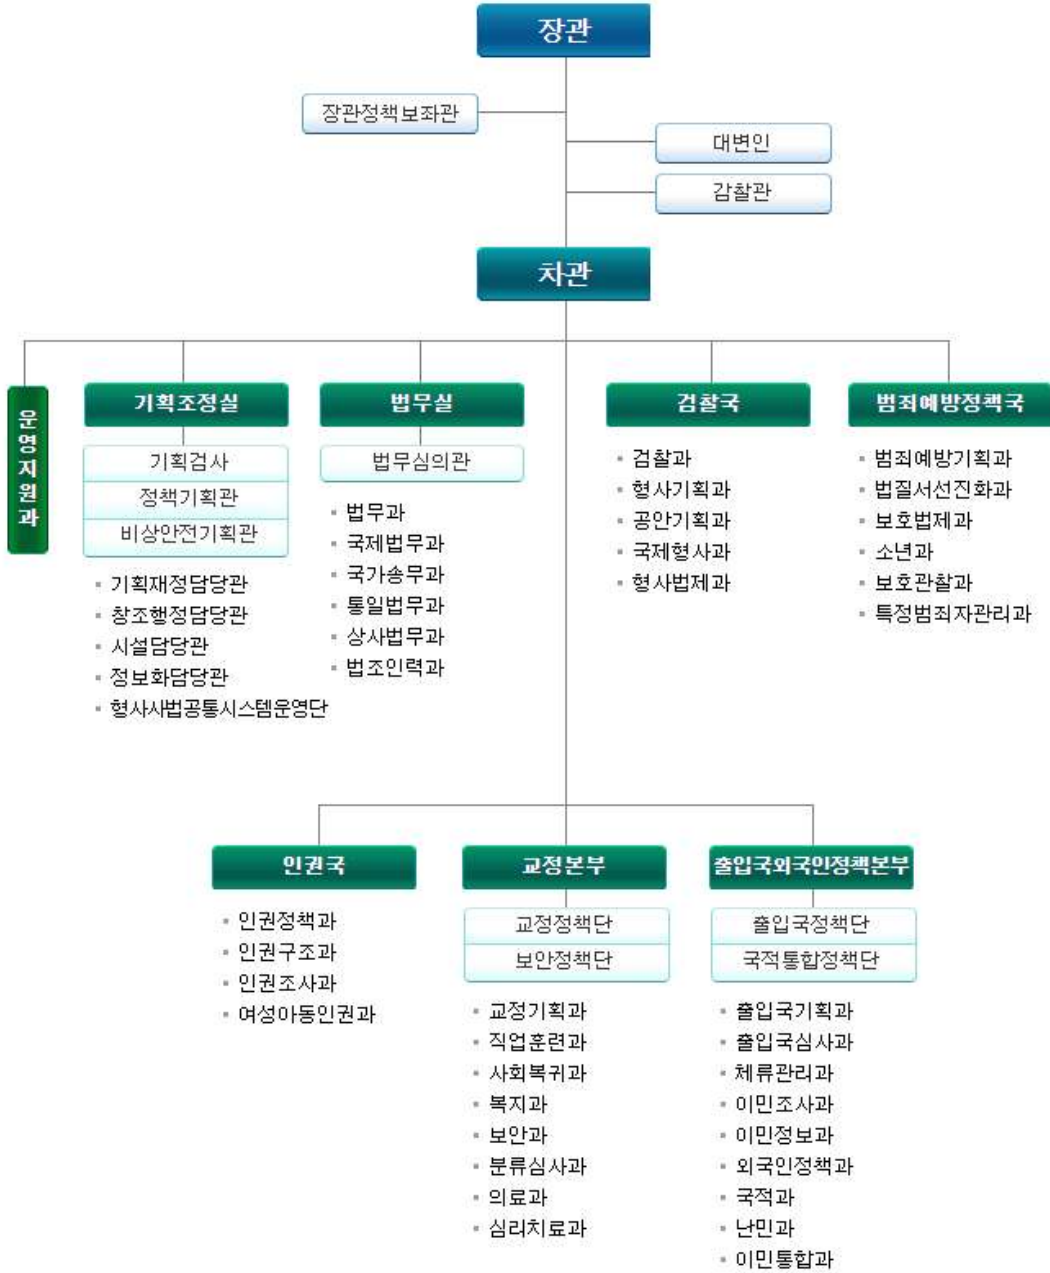 장관
장관정책보좌관
대변인
감찰관
차관
운영지원과
기획조정실
기획검사
정책기획관
비상안전기획관
기획재정담당관
창조행정담당관
시설담당관
정보화담당관
형사사법공통시스템운영단
법무실
법무심의관
법무과
국제법무과
국가송무과
통일법무과
상사법무과
법조인력과
검찰국
검찰과
형사기획과
공안기획과
국제형사과
형사법제과
범죄예방정책국
범죄예방기획과
법질서선진화과
보호법제과
소년과
보호관찰과
특정범죄자관리과
인권국
인권정책과
인권구조과
인권조사과
여성아동인권과
교정본부
교정정책단
보안정책단
교정기획과
직업훈련과
사회복귀과
복지과
보안과
분류심사과
의료과
심리치료과
출입국외국인정책본부
출입국정책단
국적통합정책단
출입국기획과
출입국심사과
체류관리과
이민조사과
이민정보과
외국인정책과
국적과
난민과
이민통합과